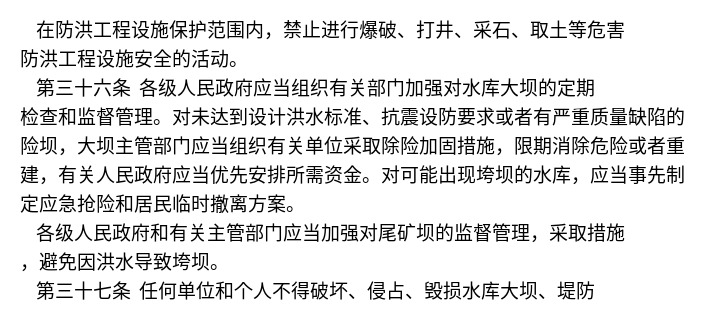 在防洪工程设施保护范围内，禁止进行爆破、打井、采石、取土等危害
防洪工程设施安全的活动。
第三十六条 各级人民政府应当组织有关部门加强对水库大坝的定期
检查和监督管理。对未达到设计洪水标准、抗震设防要求或者有严重质量缺陷的
险坝，大坝主管部门应当组织有关单位采取除险加固措施，限期消除危险或者重
建，有关人民政府应当优先安排所需资金。对可能出现垮坝的水库，应当事先制
定应急抢险和居民临时撤离方案。
各级人民政府和有关主管部门应当加强对尾矿坝的监督管理，采取措施
，避免因洪水导致垮坝。
第三十七条 任何单位和个人不得破坏、侵占、毁损水库大坝、堤防